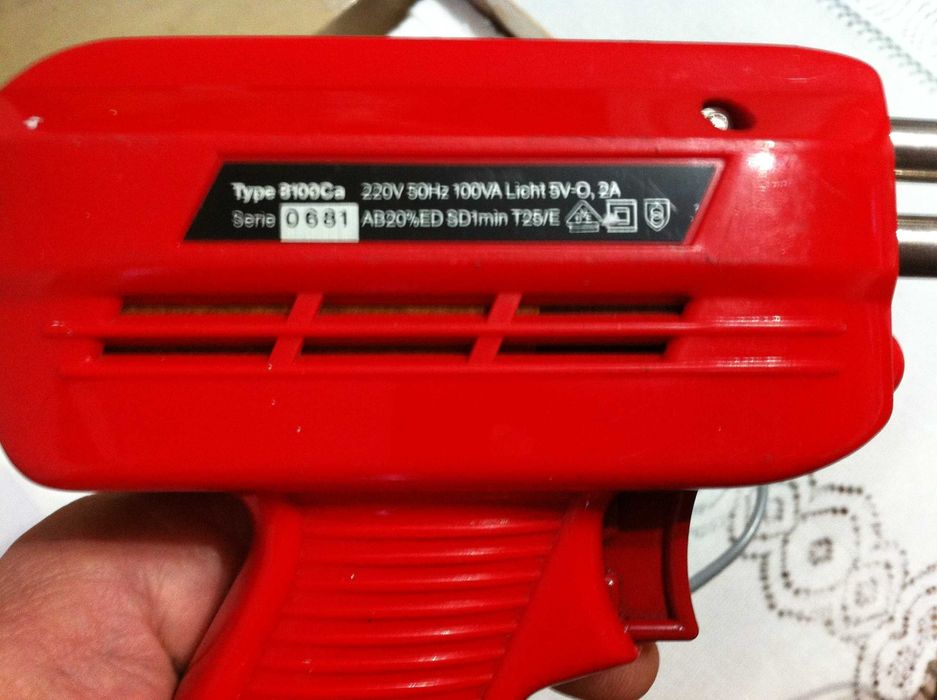 Type 8100Ca 220V 50Hz 100VA Licht 5V-0,2A
Serie 0681 AB20%ED SD1min T25/E